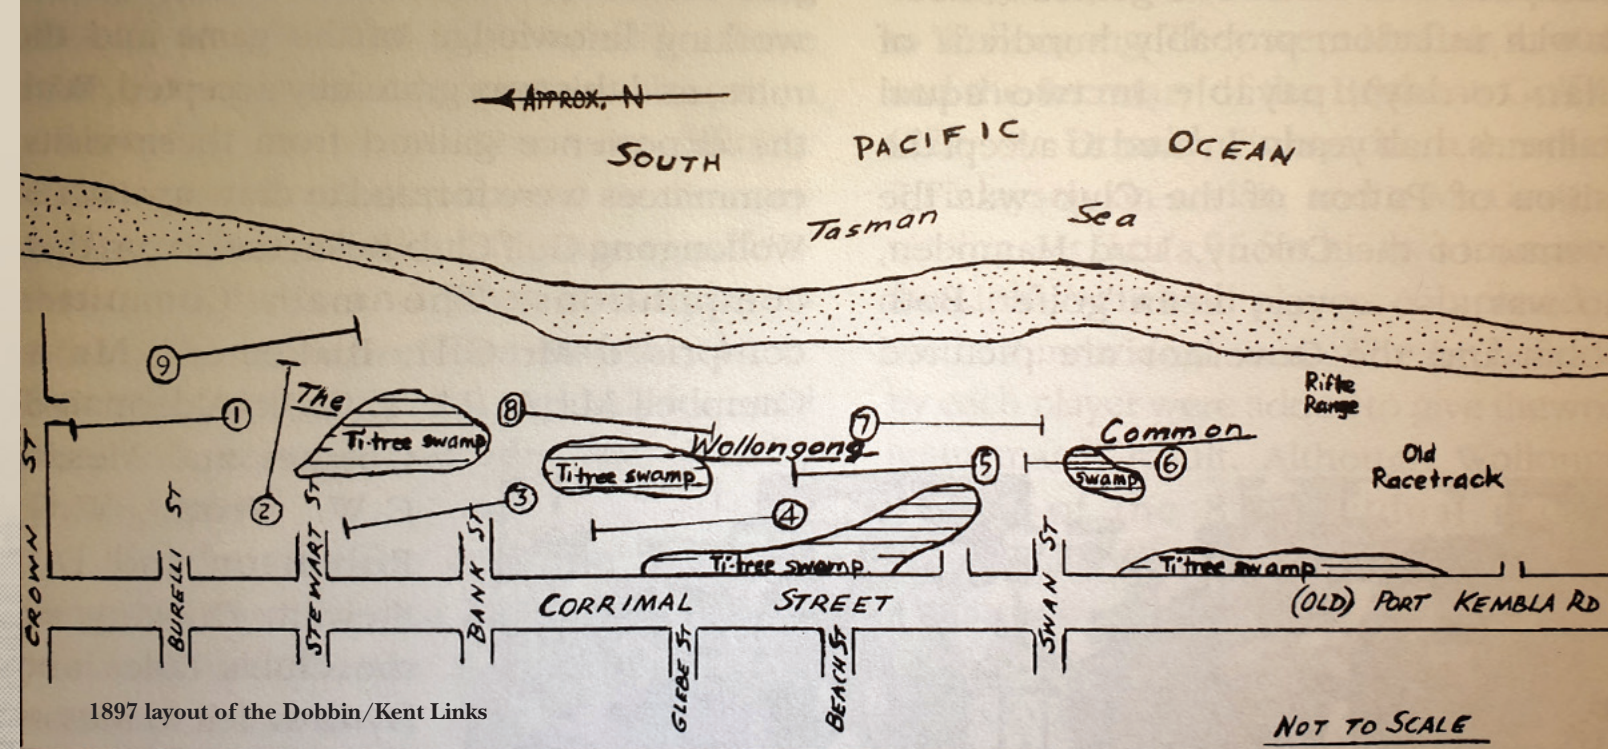 APPROX. N
SOUTH PACIFIC OCEAN
Tasman Sea
9
The
8
1
Ti-tree swamp
7
Wollongong
Common
Rifle
Range
Ti-tree swamp
5
swamp
6
Old
Racetrack
2
3
4
Ti-tree swamp
Ti-tree swamp
CROWN ST
BURELLI ST
STEWART ST
BANK ST
CORRIMAL STREET
SWAN ST
(OLD) PORT KEMBLA RD
GLEBE ST
BEACH ST
1897 layout of the Dobbin/Kent Links
NOT TO SCALE